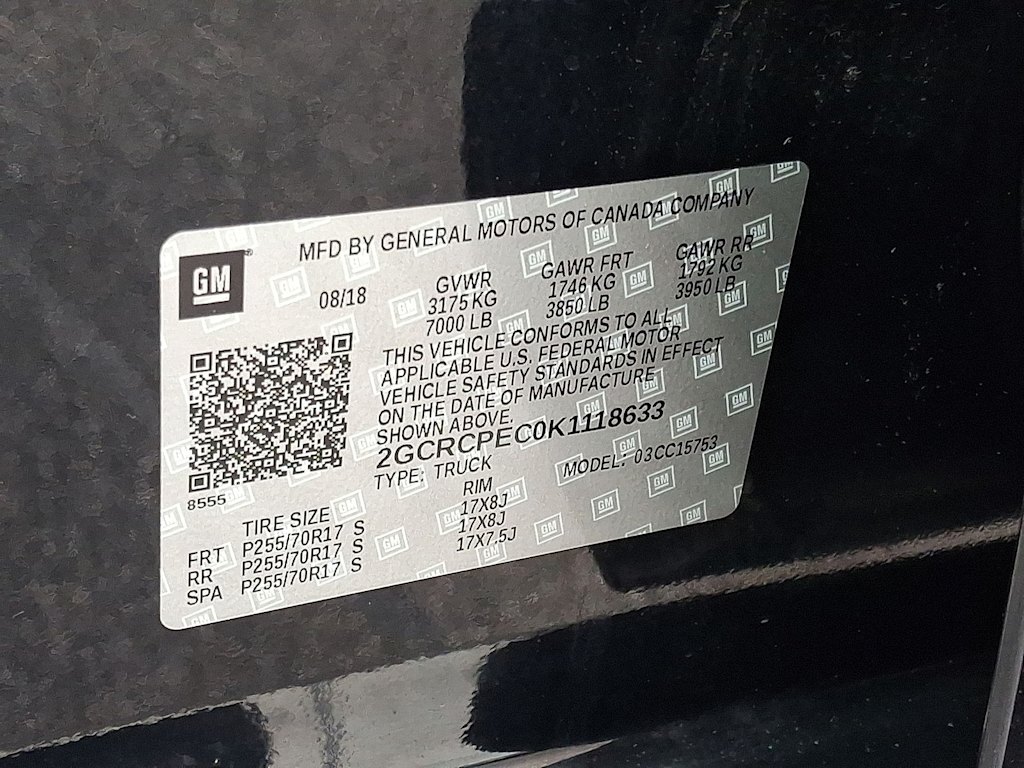 MFD BY GENERAL MOTORS OF CANADA COMPANY
GM
08/18
GVWR GAWR FRT GAWR RR
3175 KG 1746 KG 1792 KG
7000 LB 3850 LB 3950 LB
THIS VEHICLE CONFORMS TO ALL
APPLICABLE U.S. FEDERAL MOTOR
VEHICLE SAFETY STANDARDS IN EFFECT
ON THE DATE OF MANUFACTURE
SHOWN ABOVE.
2GCRCPEC0K1118633
TYPE: TRUCK MODEL: 03CC15753
8555
TIRE SIZE RIM
FRT P255/70R17 S 17X8J
RR P255/70R17 S 17X8J
SPA P255/70R17 S 17X7.5J